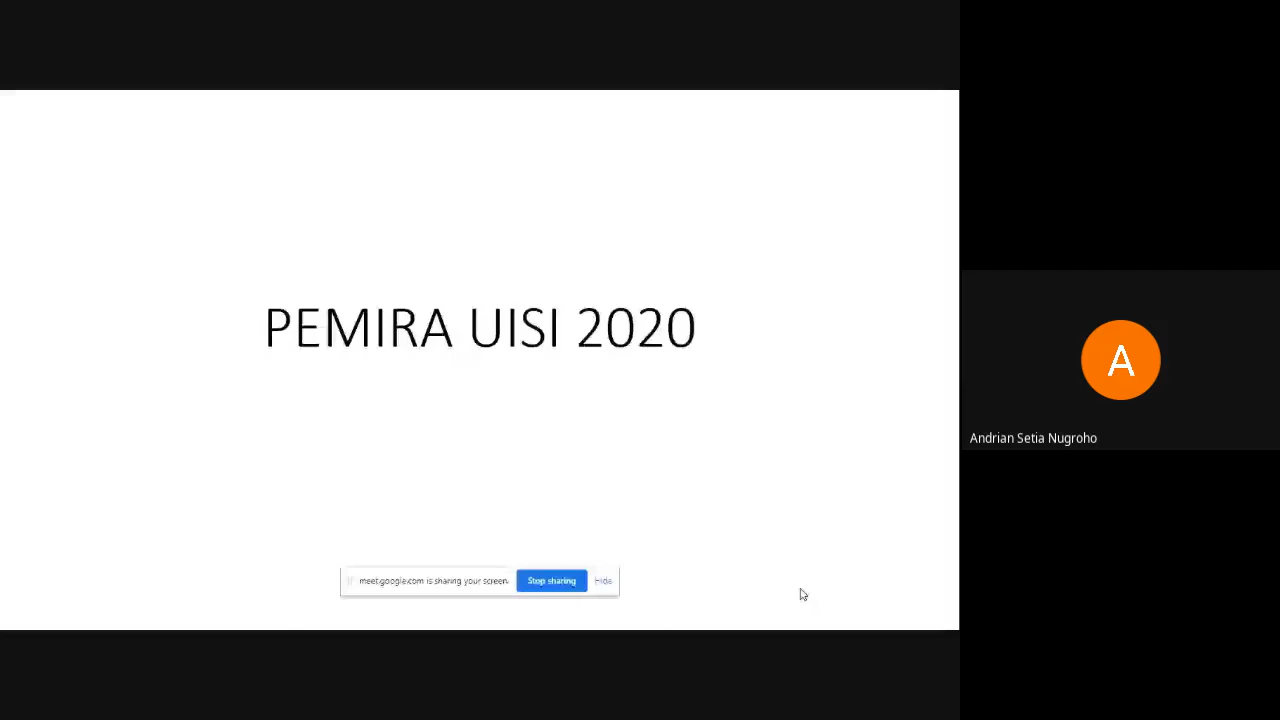 PEMIRA UISI 2020
meet.google.com is sharing your screen.
Stop sharing
Hide
A
Andrian Setia Nugroho